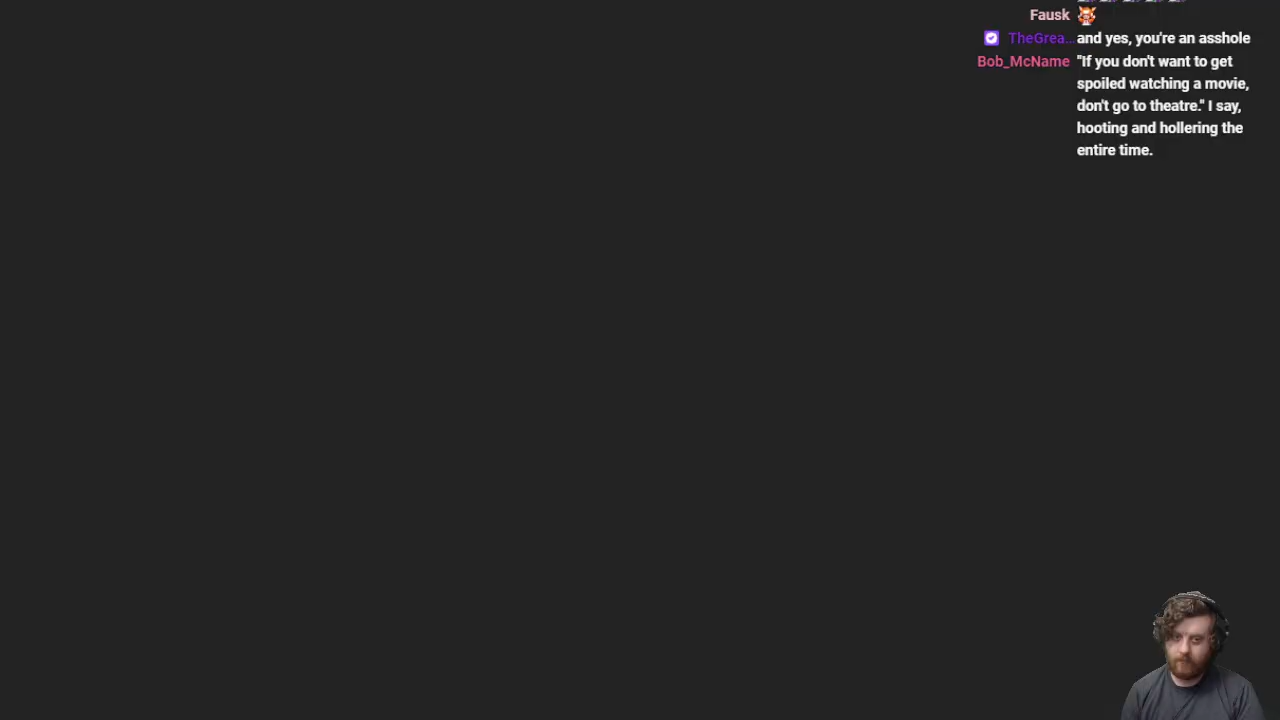 Fausk
TheGrea... and yes, you're an asshole
Bob_McName "If you don't want to get
spoiled watching a movie,
don't go to theatre." I say,
hooting and hollering the
entire time.